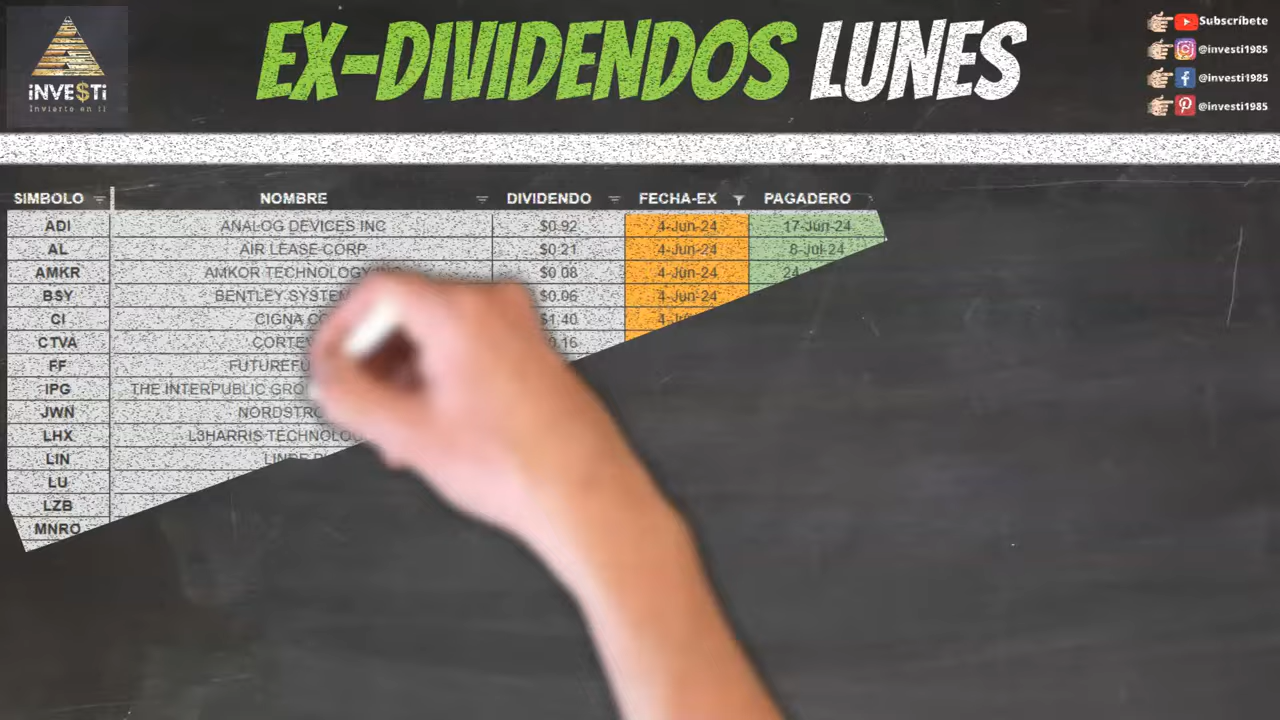 EX-DIVIDENDOS LUNES
iNVE$Ti
Invierte en ti
Subscríbete
@investi1985
@investi1985
@investi1985
SIMBOLO NOMBRE DIVIDENDO FECHA-EX PAGADERO
ADI ANALOG DEVICES INC $0.92 4-Jun-24 17-Jun-24
AL AIR LEASE CORP $0.21 4-Jun-24 8-Jul-24
AMKR AMKOR TECHNOLOGY $0.08 4-Jun-24
BSY BENTLEY $0.06 4-Jun-24
CI CIGNA $1.40
CTVA
FF
IPG THE INTERPUBLIC
JWN
LHX L3HARRIS
LIN
LU
LZB
MNRO